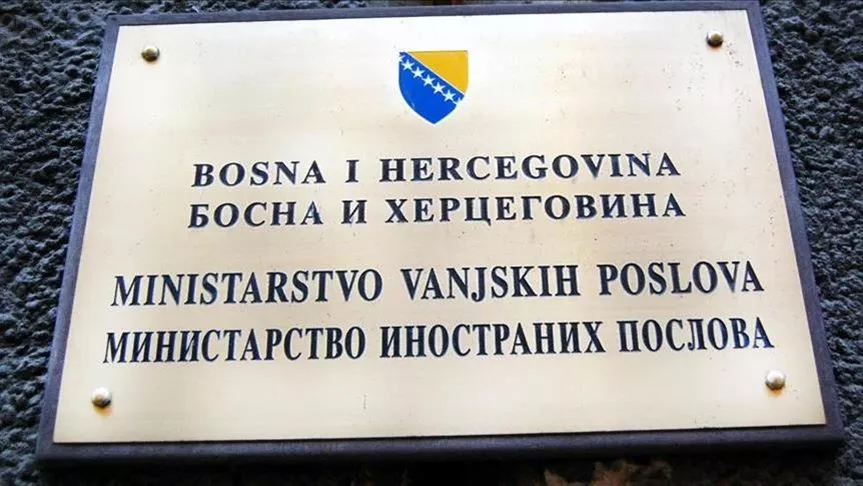 BOSNA I HERCEGOVINA
БОСНА И ХЕРЦЕГОВИНА
MINISTARSTVO VANJSKIH POSLOVA
МИНИСТАРСТВО ИНОСТРАНИХ ПОСЛОВА